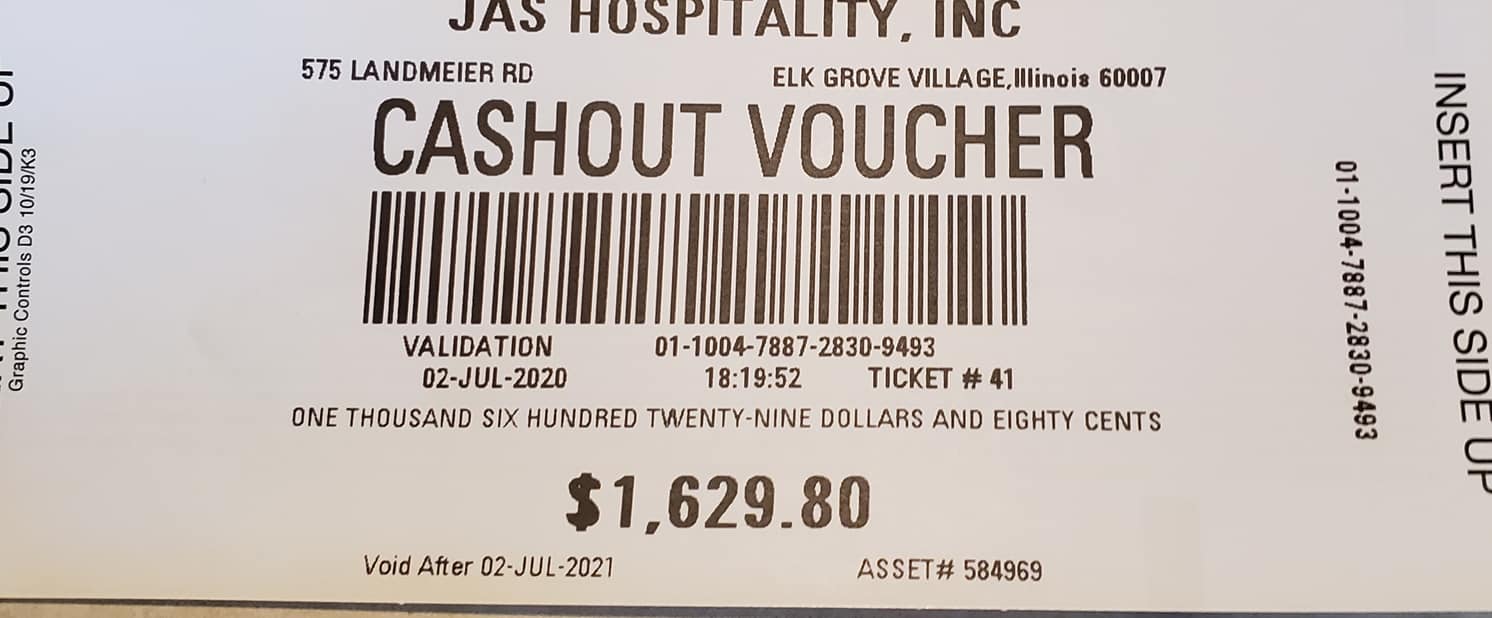 JAS HOSPITALITY, INC
575 LANDMEIER RD ELK GROVE VILLAGE,Illinois 60007
CASHOUT VOUCHER
VALIDATION 01-1004-7887-2830-9493
02-JUL-2020 18:19:52 TICKET # 41
ONE THOUSAND SIX HUNDRED TWENTY-NINE DOLLARS AND EIGHTY CENTS
$1,629.80
Void After 02-JUL-2021 ASSET# 584969
01-1004-7887-2830-9493
INSERT THIS SIDE UP
Graphic Controls D3 10/19/K3